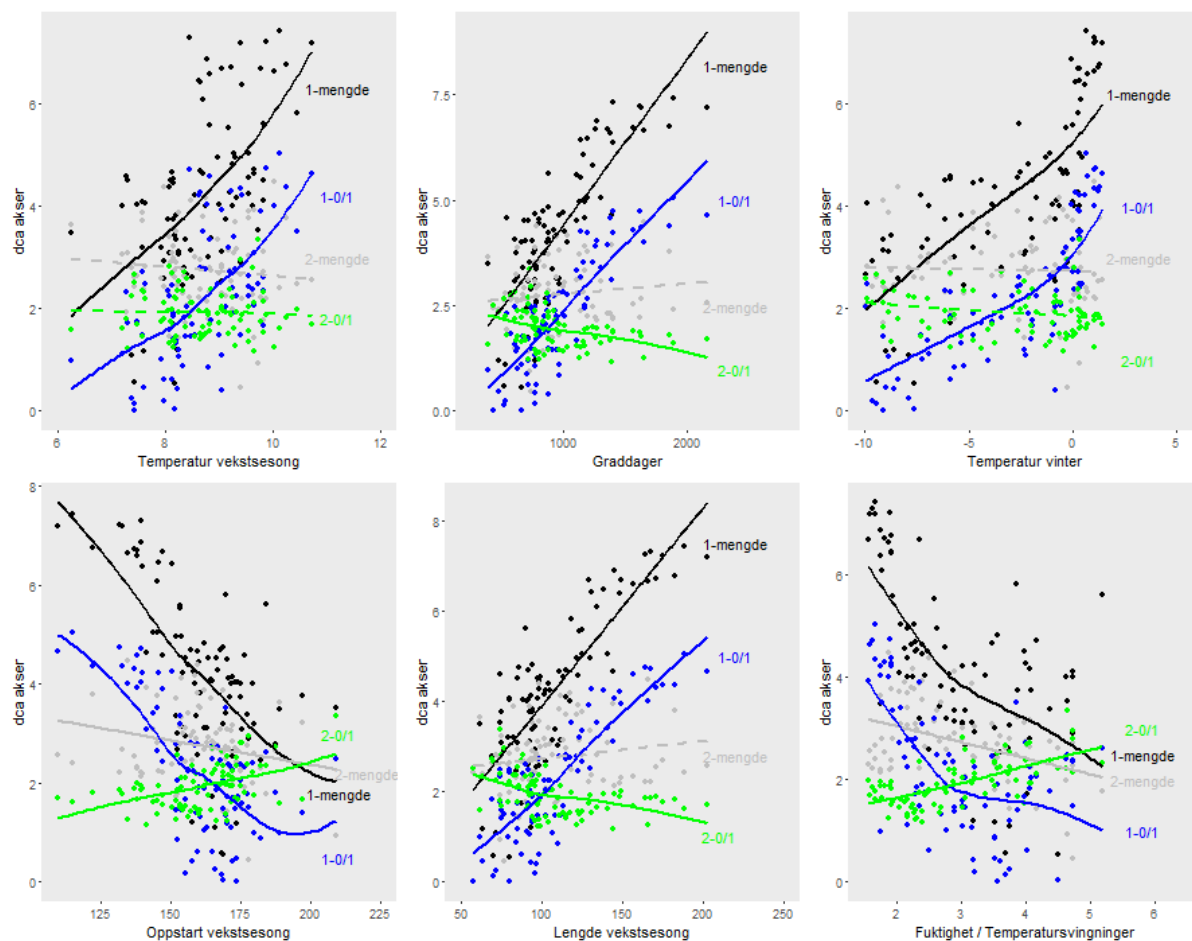 dca akser
6
4
2
0
1-mengde
1-0/1
2-mengde
2-0/1
6
8
10
12
Temperatur vekstsesong
dca akser
7.5
5.0
2.5
0.0
1-mengde
1-0/1
2-mengde
2-0/1
1000
2000
Graddager
dca akser
6
4
2
0
1-mengde
1-0/1
2-mengde
2-0/1
-10
-5
0
5
Temperatur vinter
dca akser
8
6
4
2
0
2-0/1
2-mengde
1-mengde
1-0/1
125
150
175
200
225
Oppstart vekstsesong
dca akser
8
6
4
2
0
1-mengde
1-0/1
2-mengde
2-0/1
50
100
150
200
250
Lengde vekstsesong
dca akser
6
4
2
0
2-0/1
1-mengde
2-mengde
1-0/1
2
3
4
5
6
Fuktighet / Temperatursvingninger